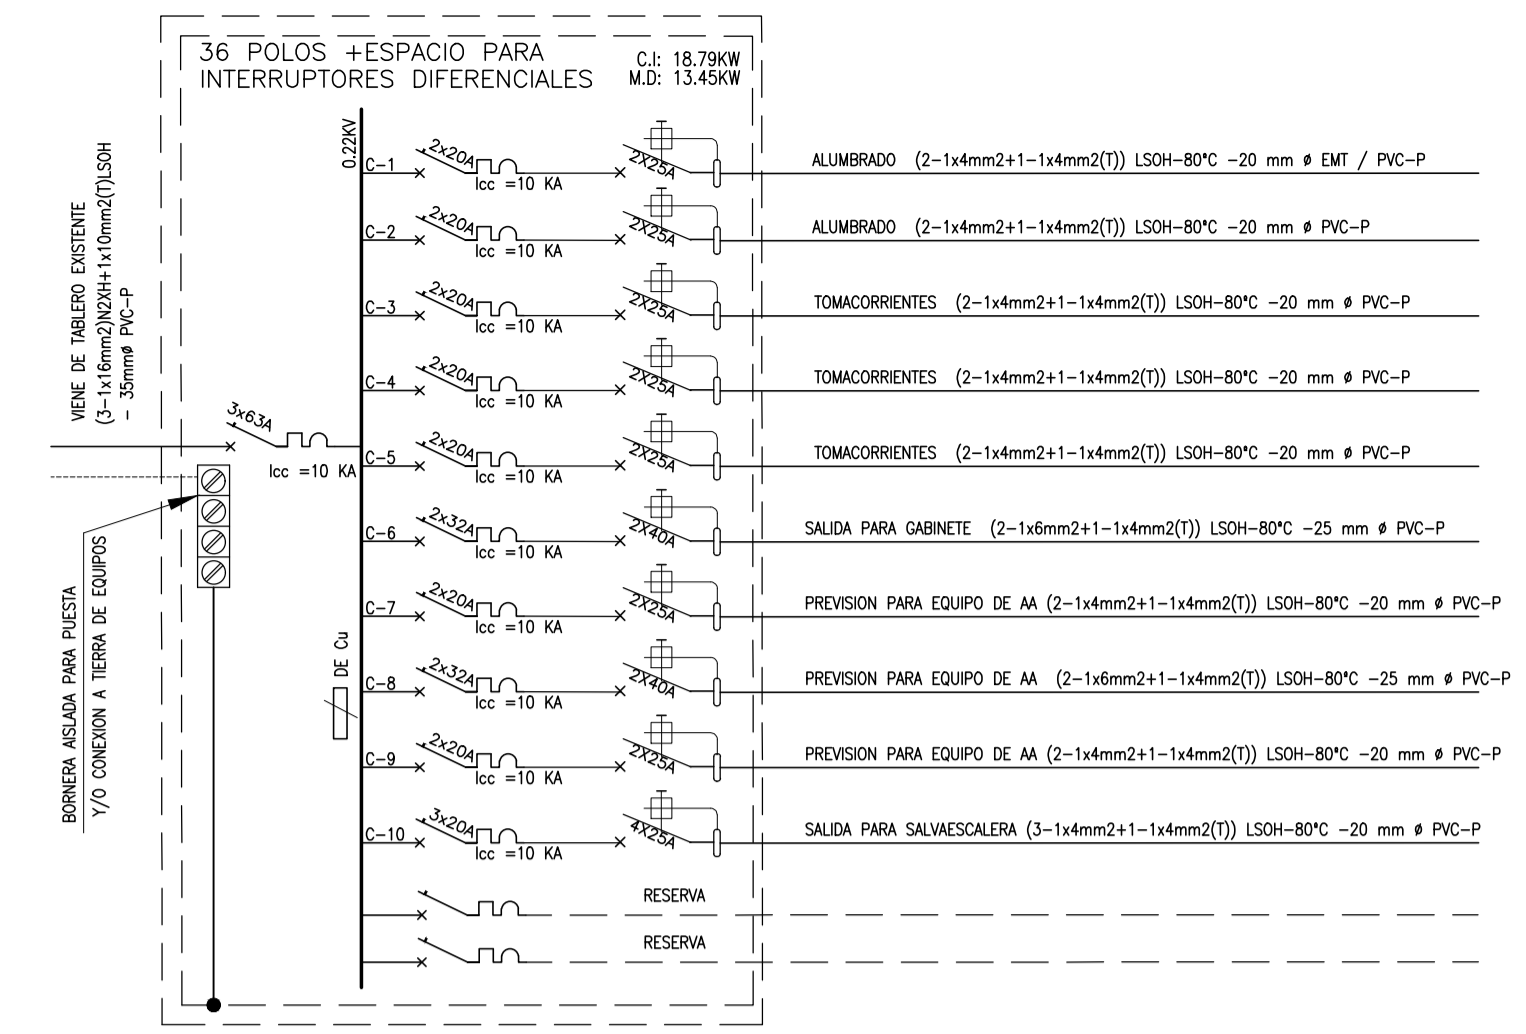 36 POLOS +ESPACIO PARA
INTERRUPTORES DIFERENCIALES
C.I: 18.79KW
M.D: 13.45KW
VIENE DE TABLERO EXISTENTE
(3-1x16mm2)N2XH+1x10mm2(T)LSOH
- 35mmø PVC-P
3x63A
Icc =10 KA
BORNERA AISLADA PARA PUESTA
Y/O CONEXION A TIERRA DE EQUIPOS
0.22KV
DE Cu
C-1 2x20A Icc =10 KA 2X25A ALUMBRADO (2-1x4mm2+1-1x4mm2(T)) LSOH-80°C -20 mm ø EMT / PVC-P
C-2 2x20A Icc =10 KA 2X25A ALUMBRADO (2-1x4mm2+1-1x4mm2(T)) LSOH-80°C -20 mm ø PVC-P
C-3 2x20A Icc =10 KA 2X25A TOMACORRIENTES (2-1x4mm2+1-1x4mm2(T)) LSOH-80°C -20 mm ø PVC-P
C-4 2x20A Icc =10 KA 2X25A TOMACORRIENTES (2-1x4mm2+1-1x4mm2(T)) LSOH-80°C -20 mm ø PVC-P
C-5 2x20A Icc =10 KA 2X25A TOMACORRIENTES (2-1x4mm2+1-1x4mm2(T)) LSOH-80°C -20 mm ø PVC-P
C-6 2x32A Icc =10 KA 2X40A SALIDA PARA GABINETE (2-1x6mm2+1-1x4mm2(T)) LSOH-80°C -25 mm ø PVC-P
C-7 2x20A Icc =10 KA 2X25A PREVISION PARA EQUIPO DE AA (2-1x4mm2+1-1x4mm2(T)) LSOH-80°C -20 mm ø PVC-P
C-8 2x32A Icc =10 KA 2X40A PREVISION PARA EQUIPO DE AA (2-1x6mm2+1-1x4mm2(T)) LSOH-80°C -25 mm ø PVC-P
C-9 2x20A Icc =10 KA 2X25A PREVISION PARA EQUIPO DE AA (2-1x4mm2+1-1x4mm2(T)) LSOH-80°C -20 mm ø PVC-P
C-10 3x20A Icc =10 KA 4X25A SALIDA PARA SALVAESCALERA (3-1x4mm2+1-1x4mm2(T)) LSOH-80°C -20 mm ø PVC-P
RESERVA
RESERVA